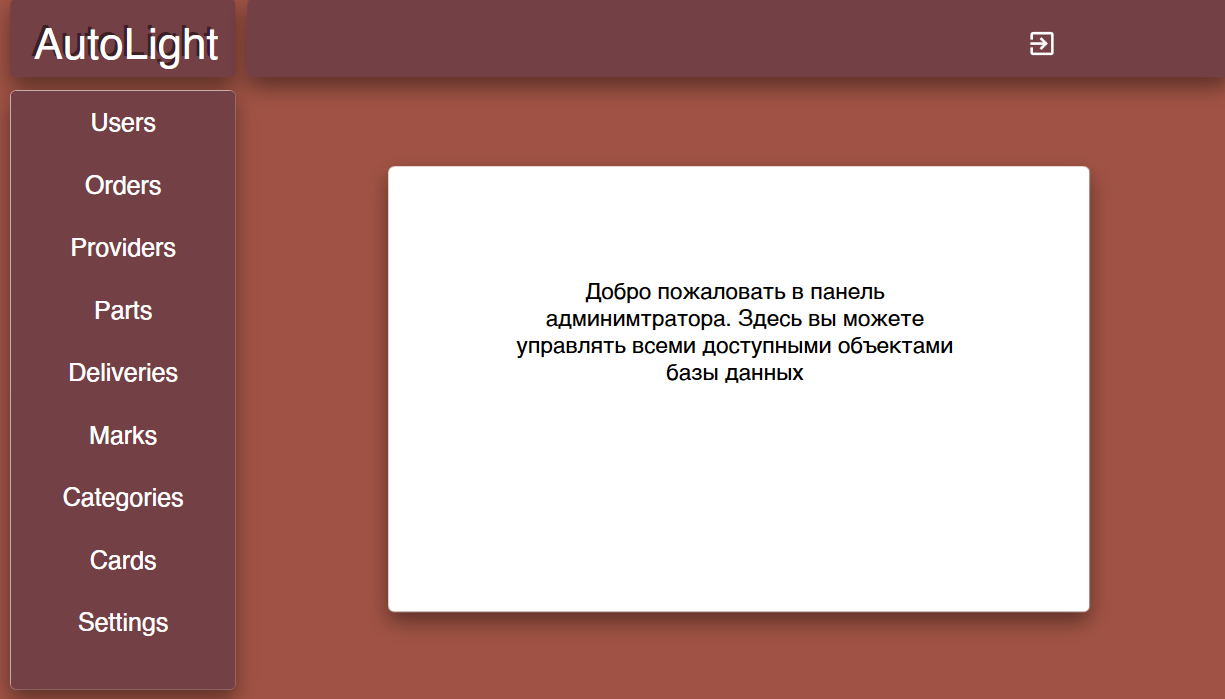 AutoLight
Users
Orders
Providers
Parts
Deliveries
Marks
Categories
Cards
Settings
Добро пожаловать в панель
админимтратора. Здесь вы можете
управлять всеми доступными объектами
базы данных